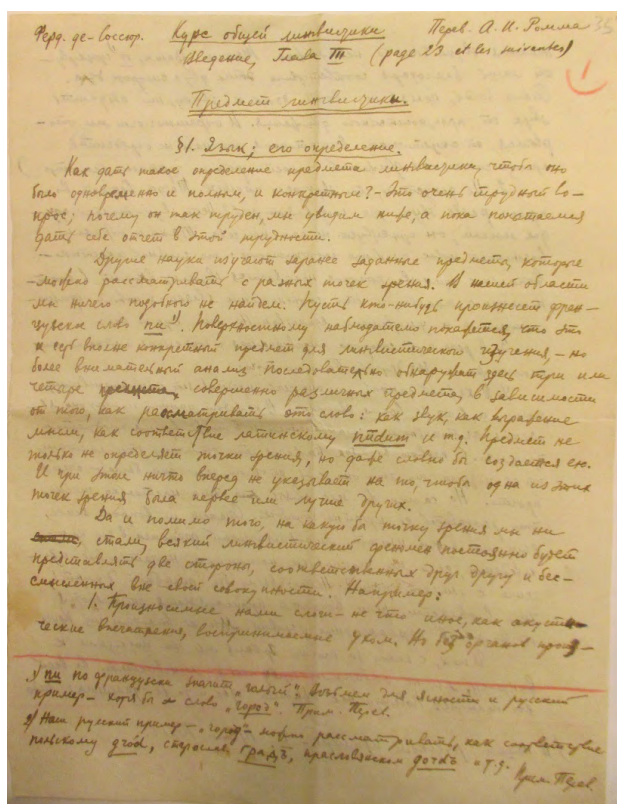 Ферд. де-Соссюр. Курс общей лингвистики Перев. А. И. Ромма 35
Введение, Глава III (page 23 et les suivantes) 1
Предмет лингвистики.
§1. Язык; его определение.
Как дать такое определение предмета лингвистики, чтобы оно
было одновременно и полным, и конкретным? – Это очень трудный во-
прос; почему он так труден, мы увидим ниже, а пока попытаемся
дать себе отчет в этой трудности.
Другие науки изучают заранее заданные предметы, которые
можно рассматривать с разных точек зрения. В нашей области
мы ничего подобного не найдем. Пусть кто-нибудь произнесет фран-
цузское слово nu 1). Поверхностному наблюдателю покажется, что это
и есть вполне конкретный предмет для лингвистического изучения, – но
более внимательный анализ последовательно обнаружит здесь три или
четыре предмета, совершенно различных предмета, в зависимости
от того, как рассматривать это слово: как звук, как выражение
мысли, как соответствие латинскому nūdum и т.д. Предмет не
только не определяет точки зрения, но даже словно бы создается ею.
И при этом ничто вперед не указывает на то, чтобы одна из этих
точек зрения была первее или лучше других.
Да и помимо того, на какую бы точку зрения мы ни
стали, всякий лингвистический феномен постоянно будет
представлять две стороны, соответственных друг другу и бес-
смысленных вне своей совокупности. Например:
1. Произносимые нами слоги – не что иное, как акусти-
ческие впечатления, воспринимаемые ухом. Но без органов произ-
1) nu по французски значит „голый". Возьмем для ясности и русский
пример – хотя бы слово „город". Прим. Перев.
2) Наш русский пример – „город" – можно рассматривать, как соответствие
польскому gród, старослав. градъ, праславянском Прим. Перев.